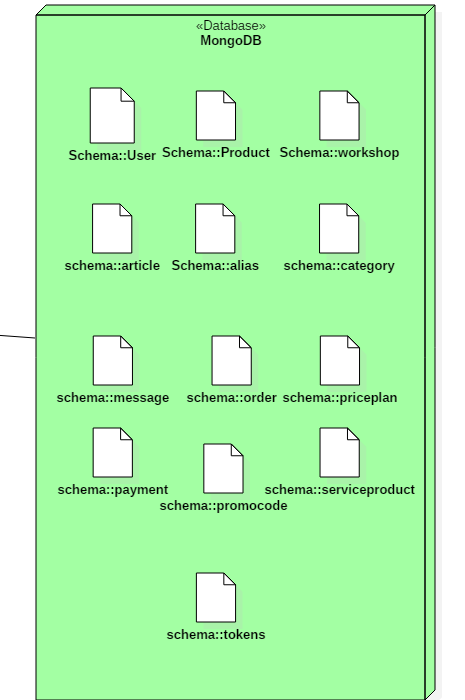 «Database»
MongoDB
Schema::User
Schema::Product
Schema::workshop
schema::article
Schema::alias
schema::category
schema::message
schema::order
schema::priceplan
schema::payment
schema::promocode
schema::serviceproduct
schema::tokens